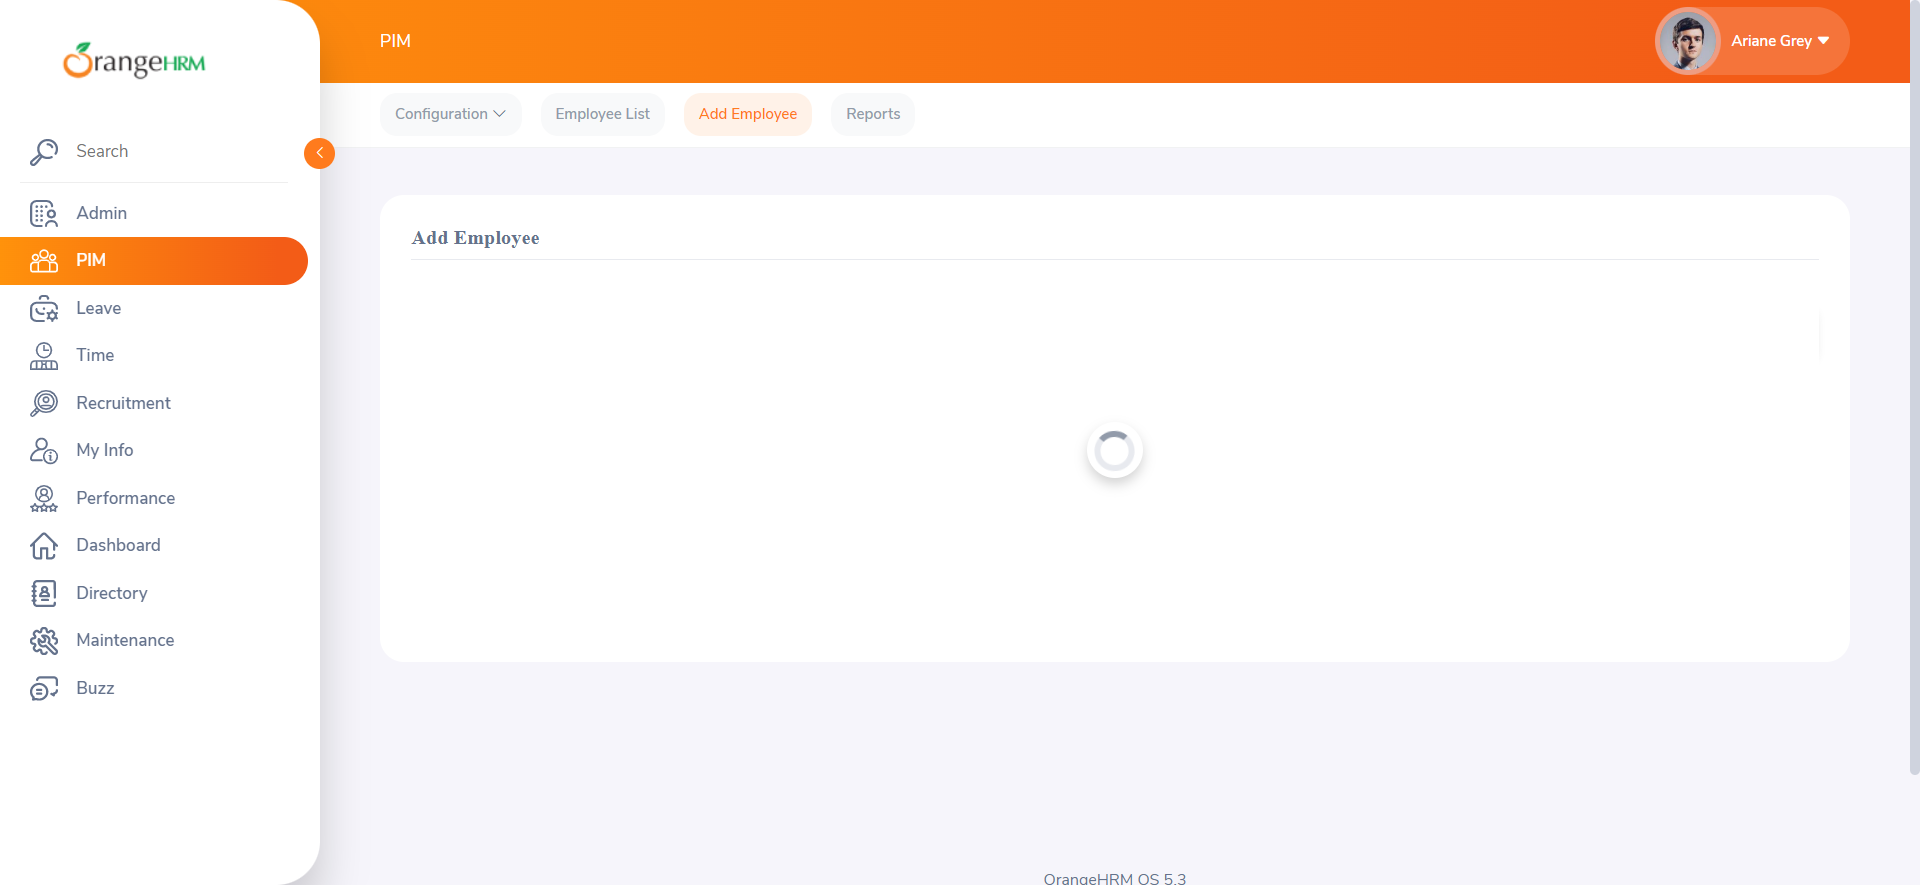 OrangeHRM
PIM
Ariane Grey
Configuration
Employee List
Add Employee
Reports
Search
Admin
PIM
Leave
Time
Recruitment
My Info
Performance
Dashboard
Directory
Maintenance
Buzz
Add Employee
OrangeHRM OS 5.3